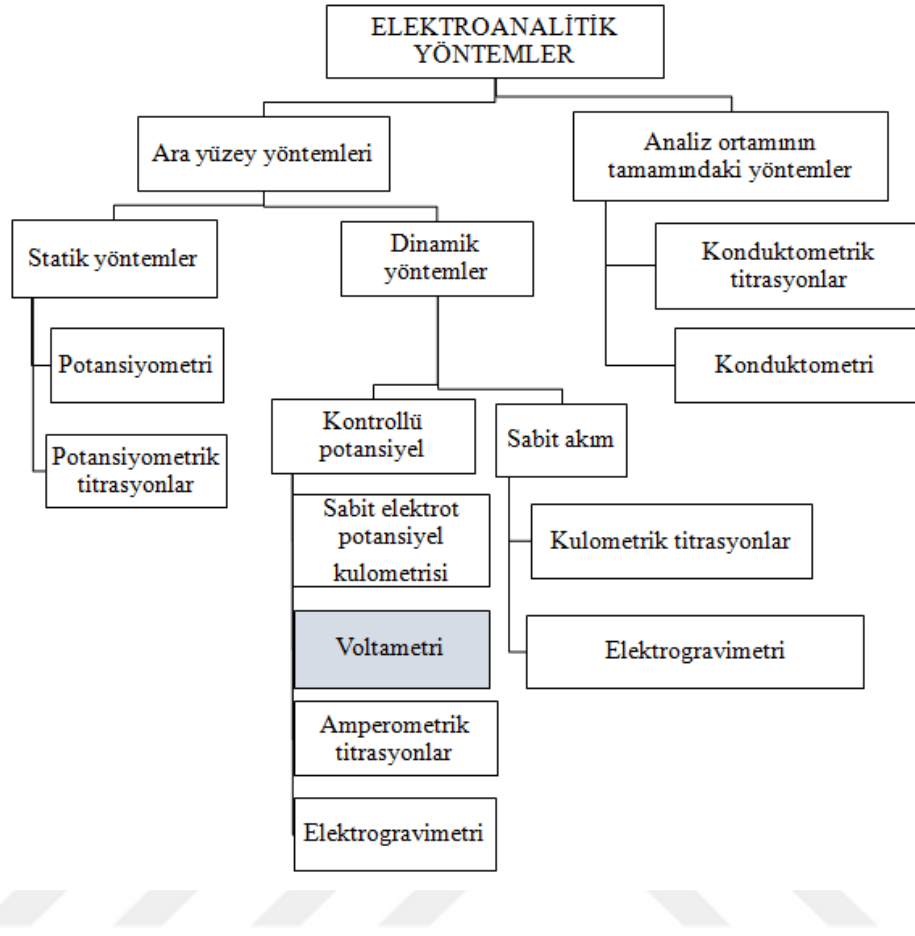 ELEKTROANALİTİK
YÖNTEMLER
Ara yüzey yöntemleri
Analiz ortamının
tamamındaki yöntemler
Statik yöntemler
Dinamik
yöntemler
Konduktometrik
titrasyonlar
Potansiyometri
Konduktometri
Potansiyometrik
titrasyonlar
Kontrollü
potansiyel
Sabit akım
Sabit elektrot
potansiyel
kulometrisi
Kulometrik titrasyonlar
Voltametri
Elektrogravimetri
Amperometrik
titrasyonlar
Elektrogravimetri